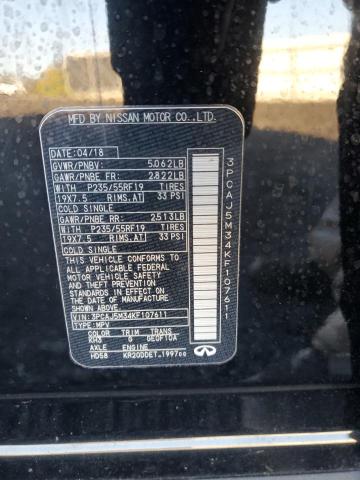 MFD BY NISSAN MOTOR CO., LTD.
DATE: 04/18
GVWR/PNBV: 5,062LB
GAWR/PNBE FR: 2,822LB
WITH P235/55RF19 TIRES
19X7.5 RIMS,AT 33 PSI
COLD SINGLE
GAWR/PNBE RR: 2,513LB
WITH P235/55RF19 TIRES
19X7.5 RIMS,AT 33 PSI
COLD SINGLE
THIS VEHICLE CONFORMS TO
ALL APPLICABLE FEDERAL
MOTOR VEHICLE SAFETY
STANDARDS IN EFFECT ON
THE DATE OF MANUFACTURE
SHOWN ABOVE.
VIN: 3PCAJ5M34KF107611
TYPE: MPV
COLOR TRIM TRANS
KH3 G GE0F10A
AXLE ENGINE
HD58 KR20DDET 1997cc
3PCAJ5M34KF107611